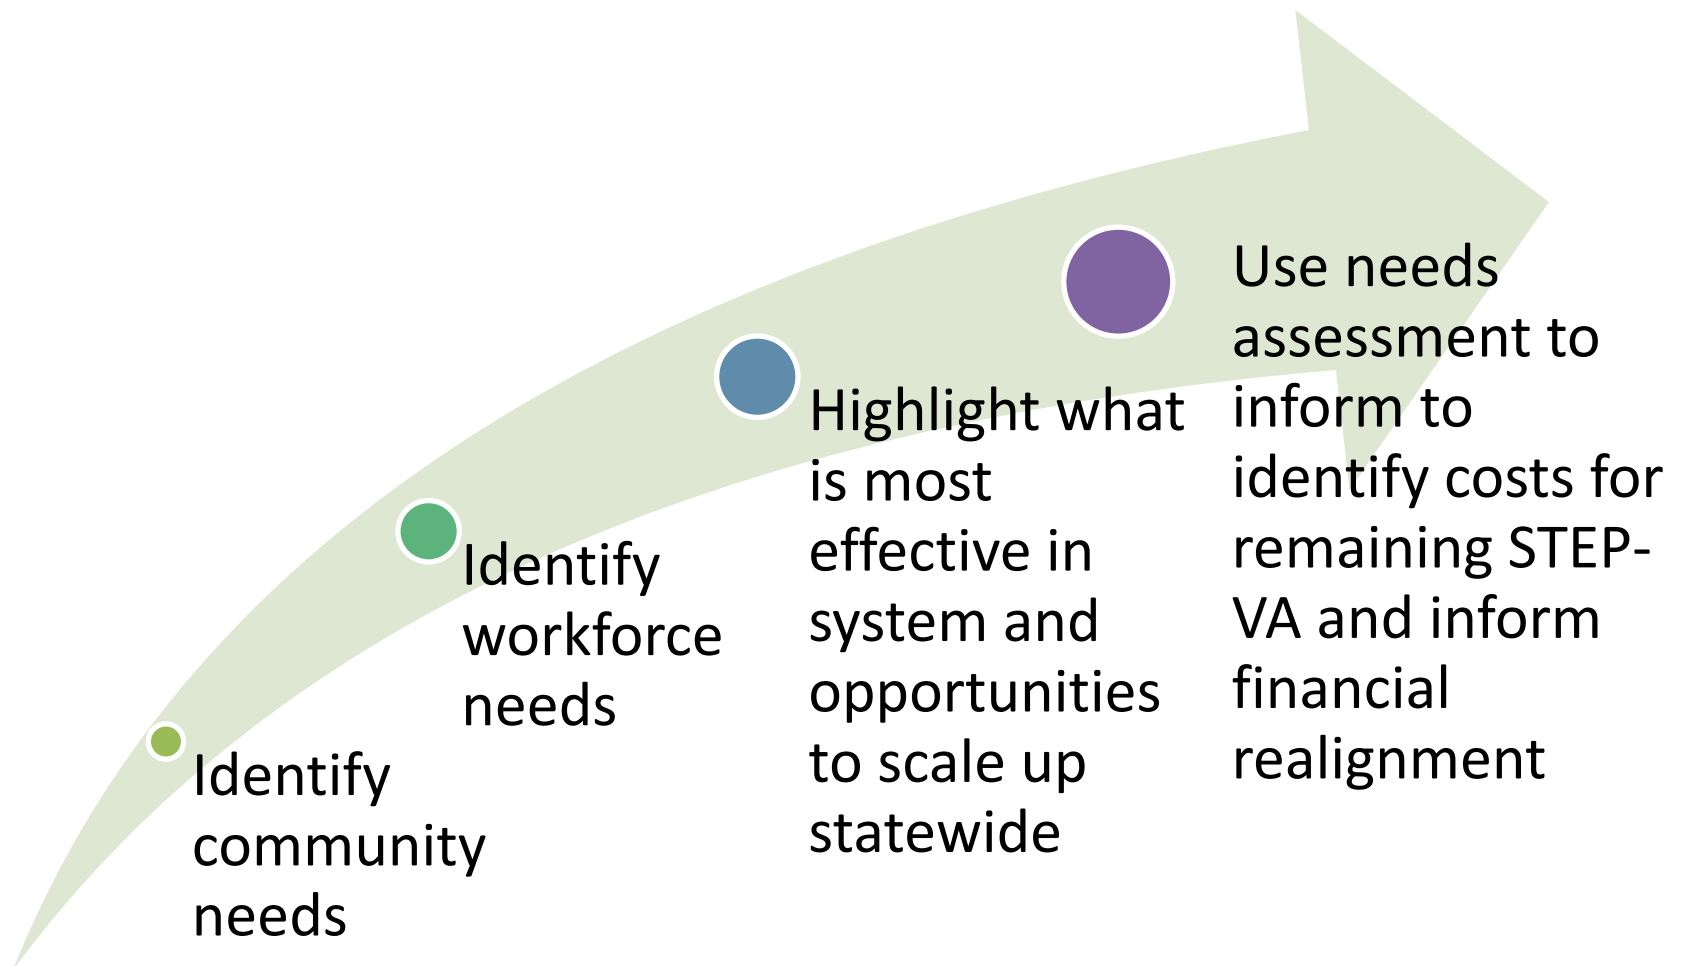 Identify
community
needs
Identify
workforce
needs
Highlight what
is most
effective in
system and
opportunities
to scale up
statewide
Use needs
assessment to
inform to
identify costs for
remaining STEP-
VA and inform
financial
realignment